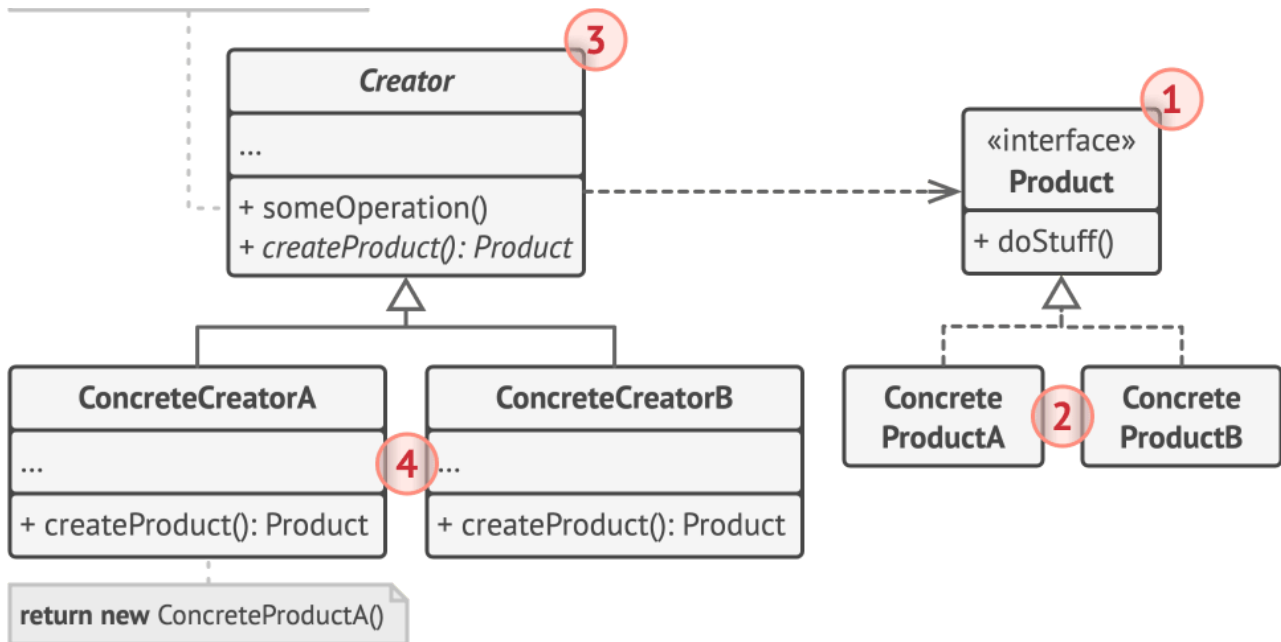 3
Creator
...
+ someOperation()
+ createProduct(): Product
1
«interface»
Product
+ doStuff()
ConcreteCreatorA
...
+ createProduct(): Product
4
ConcreteCreatorB
...
+ createProduct(): Product
Concrete
ProductA
2
Concrete
ProductB
return new ConcreteProductA()